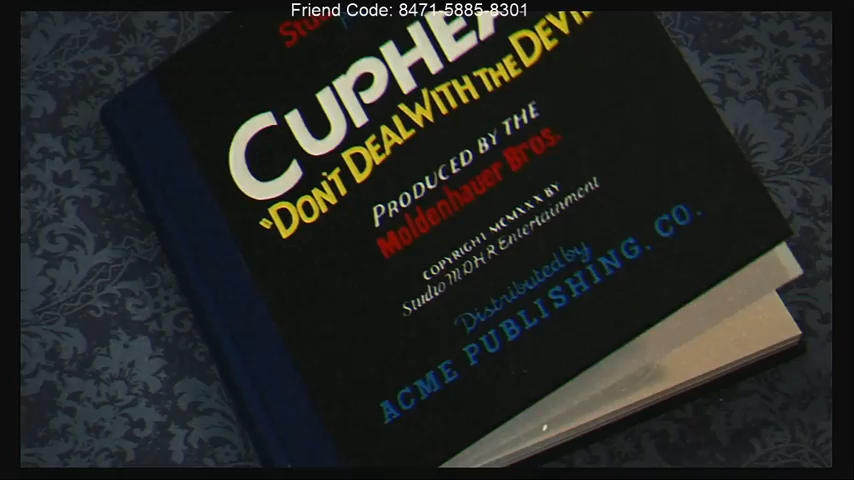 Friend Code: 8471-5885-8301
CUPHEA
"DON'T DEAL WITH THE DEVI
PRODUCED BY THE
Moldenhauer Bros.
COPYRIGHT MCMXXX BY
Studio MDHR Entertainment
Distributed by
ACME PUBLISHING. CO.